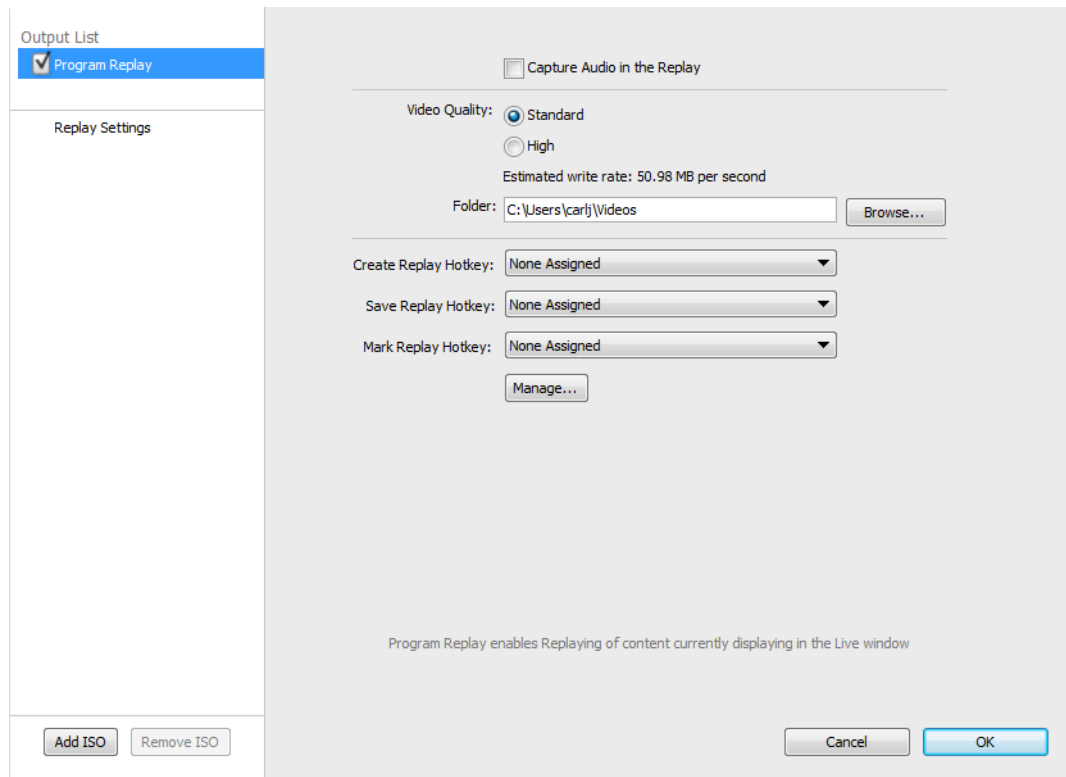 Output List
Program Replay
Replay Settings
Capture Audio in the Replay
Video Quality: Standard
High
Estimated write rate: 50.98 MB per second
Folder: C:\Users\carlj\Videos Browse...
Create Replay Hotkey: None Assigned
Save Replay Hotkey: None Assigned
Mark Replay Hotkey: None Assigned
Manage...
Program Replay enables Replaying of content currently displaying in the Live window
Add ISO Remove ISO Cancel OK